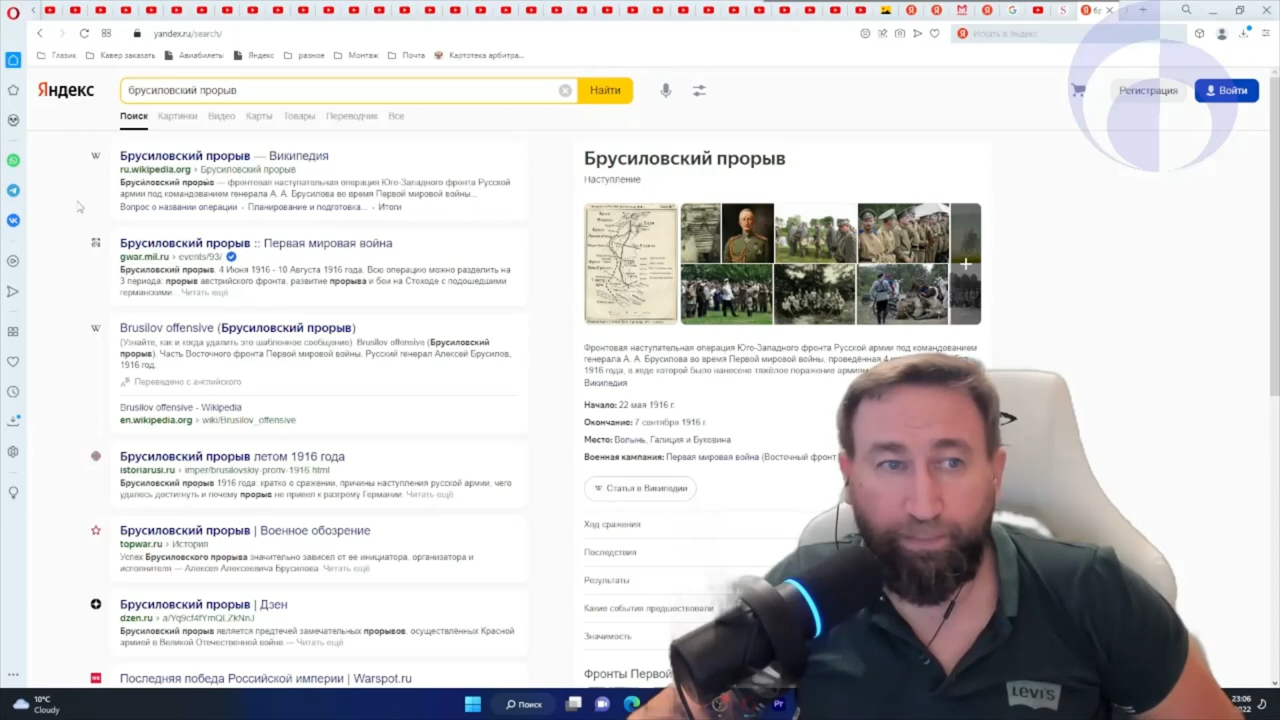 yandex.ru/search/
Искать в Яндекс
Глазик
Кавер заказать
Авиабилеты
Яндекс
разное
Монтаж
Почта
Картотека арбитра...
Яндекс
брусиловский прорыв
Найти
Регистрация
Войти
Поиск Картинки Видео Карты Товары Переводчик Все
Брусиловский прорыв — Википедия
ru.wikipedia.org › Брусиловский прорыв
Брусиловский прорыв — фронтовая наступательная операция Юго-Западного фронта Русской
армии под командованием генерала А. А. Брусилова во время Первой мировой войны...
Вопрос о названии операции · Планирование и подготовка... · Итоги
Брусиловский прорыв :: Первая мировая война
gwar.mil.ru › events/93/
Брусиловский прорыв. 4 Июня 1916 - 10 Августа 1916 года. Всю операцию можно разделить на
3 периода: прорыв австрийского фронта, развитие прорыва и бои на Стоходе с подошедшими
германскими... Читать ещё
Brusilov offensive (Брусиловский прорыв)
(Узнайте, как и когда удалить это шаблонное сообщение). Brusilov offensive (Брусиловский
прорыв). Часть Восточного фронта Первой мировой войны. Русский генерал Алексей Брусилов,
1916 год.
Переведено с английского
Brusilov offensive - Wikipedia
en.wikipedia.org › wiki/Brusilov_offensive
Брусиловский прорыв летом 1916 года
istoriarusi.ru › imper/brusilovskiy-proriv-1916.html
Брусиловский прорыв 1916 года: кратко о сражении, причины наступления русской армии, чего
удалось достигнуть и почему прорыв не привел к разгрому Германии. Читать ещё
Брусиловский прорыв | Военное обозрение
topwar.ru › История
Успех Брусиловского прорыва значительно зависел от ее инициатора, организатора и
исполнителя — Алексея Алексеевича Брусилова. Читать ещё
Брусиловский прорыв | Дзен
dzen.ru
Брусиловский прорыв является предтечей замечательных прорывов, осуществлённых Красной
армией в Великой Отечественной войне.— Читать ещё
Последняя победа Российской империи | Warspot.ru
Брусиловский прорыв
Наступление
Фронтовая наступательная операция Юго-Западного фронта Русской армии под командованием
генерала А. А. Брусилова во время Первой мировой войны, проведённая 4
1916 года, в ходе которой было нанесено тяжёлое поражение армиям
Википедия
Начало: 22 мая 1916 г.
Окончание: 7 сентября 1916 г.
Место: Волынь, Галиция и Буковина
Военная кампания: Первая мировая война (Восточный фронт
Статья в Википедии
Ход сражения
Последствия
Результаты
Какие события предшествовали
Значимость
Фронты Первой
LEVI'S
10°C
Cloudy
Поиск
Pr
23:06
2022